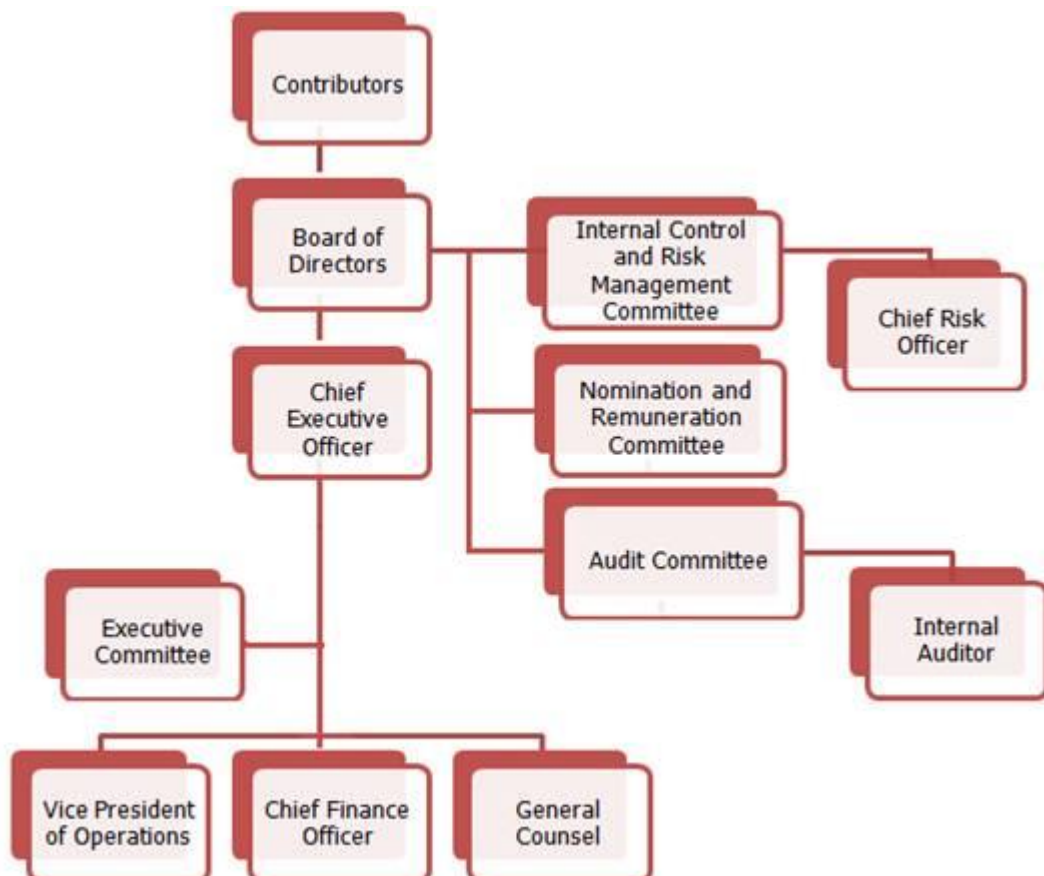 Contributors
Board of
Directors
Internal Control
and Risk
Management
Committee
Chief Risk
Officer
Chief
Executive
Officer
Nomination and
Remuneration
Committee
Audit Committee
Internal
Auditor
Executive
Committee
Vice President
of Operations
Chief Finance
Officer
General
Counsel